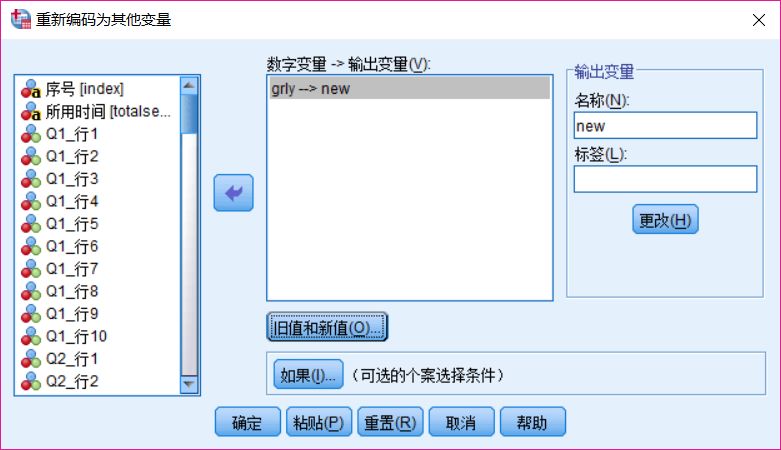 重新编码为其他变量
序号 [index]
所用时间 [totalse...
Q1_行1
Q1_行2
Q1_行3
Q1_行4
Q1_行5
Q1_行6
Q1_行7
Q1_行8
Q1_行9
Q1_行10
Q2_行1
Q2_行2
数字变量 -> 输出变量(V):
grly --> new
旧值和新值(O)...
如果(I)... (可选的个案选择条件)
输出变量
名称(N):
new
标签(L):
更改(H)
确定 粘贴(P) 重置(R) 取消 帮助